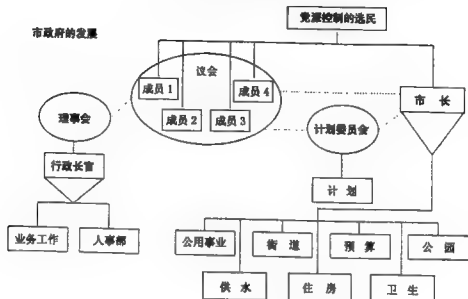 党派控制的选民
市政府的发展
议会
成员 1
成员 4
成员 2
成员 3
市 长
理事会
计划委员会
行政长官
计 划
业务工作
人事部
公用事业
街 道
预 算
公 园
供 水
住 房
卫 生